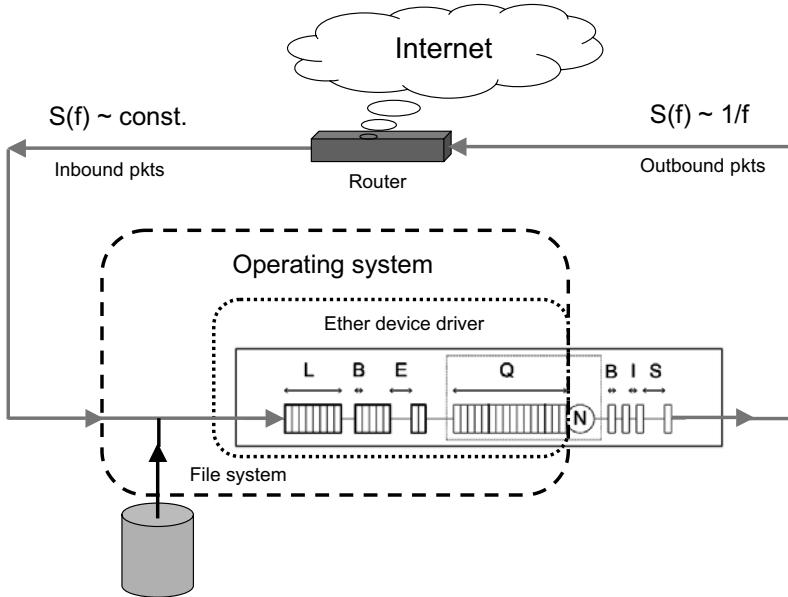 Internet
S(f) ~ const.
S(f) ~ 1/f
Inbound pkts
Router
Outbound pkts
Operating system
Ether device driver
L B E Q B I S
N
File system